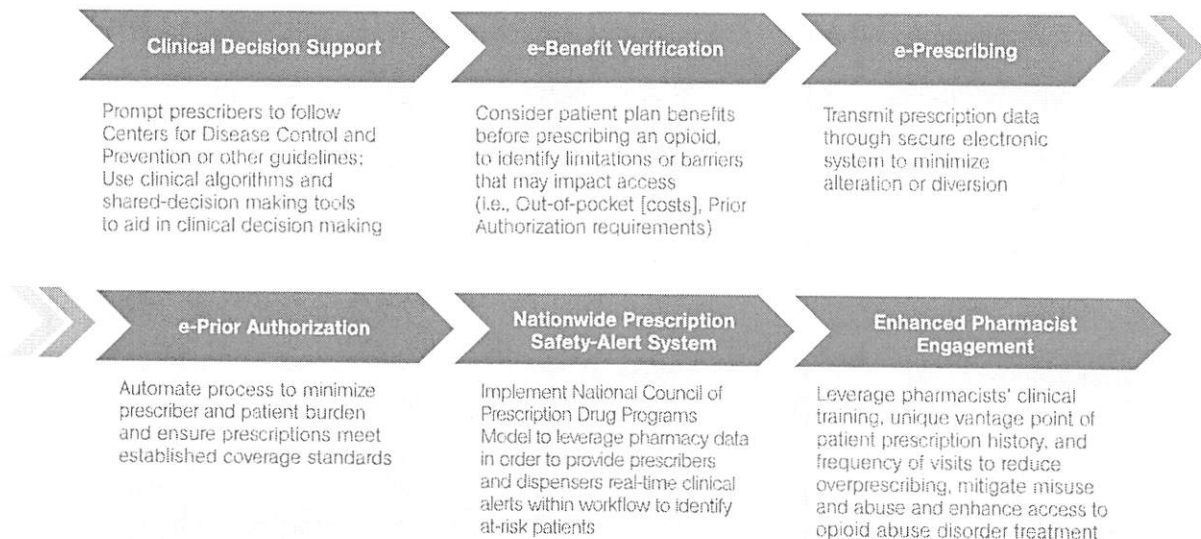 Clinical Decision Support
Prompt prescribers to follow
Centers for Disease Control and
Prevention or other guidelines;
Use clinical algorithms and
shared-decision making tools
to aid in clinical decision making
e-Benefit Verification
Consider patient plan benefits
before prescribing an opioid,
to identify limitations or barriers
that may impact access
(i.e., Out-of-pocket [costs], Prior
Authorization requirements)
e-Prescribing
Transmit prescription data
through secure electronic
system to minimize
alteration or diversion
e-Prior Authorization
Automate process to minimize
prescriber and patient burden
and ensure prescriptions meet
established coverage standards
Nationwide Prescription
Safety-Alert System
Implement National Council of
Prescription Drug Programs
Model to leverage pharmacy data
in order to provide prescribers
and dispensers real-time clinical
alerts within workflow to identify
at-risk patients
Enhanced Pharmacist
Engagement
Leverage pharmacists' clinical
training, unique vantage point of
patient prescription history, and
frequency of visits to reduce
overprescribing, mitigate misuse
and abuse and enhance access to
opioid abuse disorder treatment